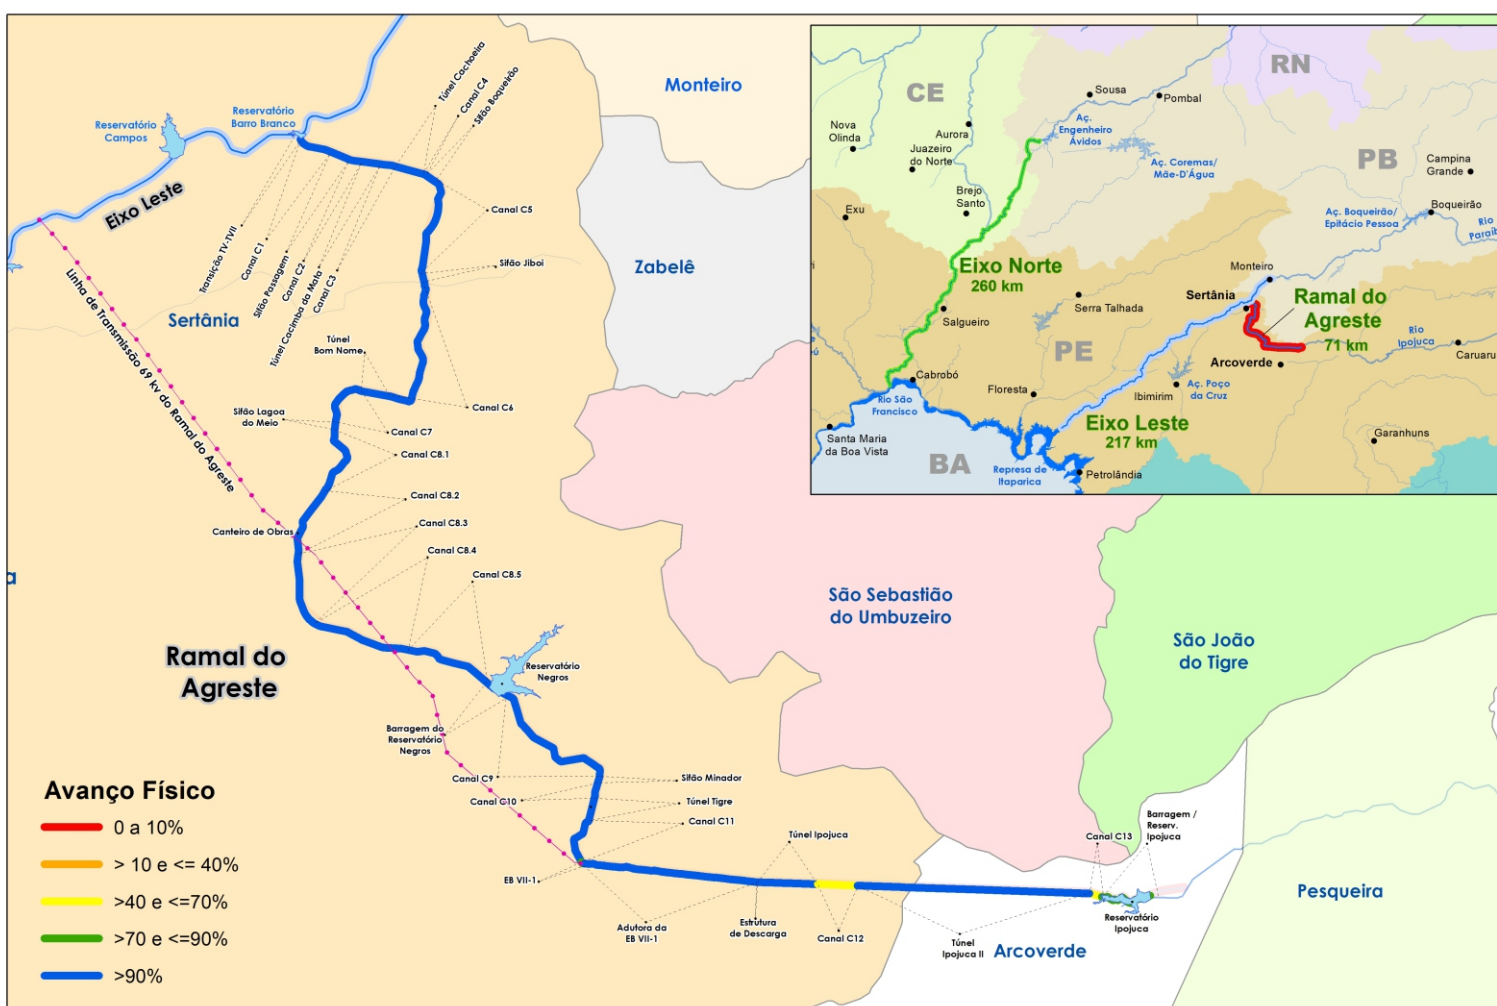 Monteiro
Zabelê
São Sebastião
do Umbuzeiro
São João
do Tigre
Pesqueira
Arcoverde
Sertânia
a
Reservatório
Campos
Reservatório
Barro Branco
Eixo Leste
Túnel Cachoeira
Canal C4
Sifão Boqueirão
Transição TV-TVII
Canal C1
Sifão Passagem
Canal C2
Túnel Cacimba da Mata
Canal C3
Canal C5
Sifão Jiboi
Túnel
Bom Nome
Canal C6
Sifão Lagoa
do Meio
Canal C7
Canal C8.1
Canal C8.2
Canal C8.3
Canal C8.4
Canal C8.5
Linha de Transmissão 69 kv do Ramal do Agreste
Canteiro de Obras
Ramal do
Agreste
Reservatório
Negros
Barragem do
Reservatório
Negros
Canal C9
Sifão Minador
Canal C10
Túnel Tigre
Canal C11
EB VII-1
Túnel Ipojuca
Adutora da
EB VII-1
Estrutura
de Descarga
Canal C12
Túnel
Ipojuca II
Canal C13
Barragem /
Reserv.
Ipojuca
Reservatório
Ipojuca
Avanço Físico
0 a 10%
> 10 e <= 40%
>40 e <=70%
>70 e <=90%
>90%
CE
RN
PB
PE
BA
Sousa
Pombal
Nova
Olinda
Aurora
Juazeiro
do Norte
Aç.
Engenheiro
Ávidos
Aç. Coremas/
Mãe-D'Água
Campina
Grande
Brejo
Santo
Exu
Aç. Boqueirão/
Epitácio Pessoa
Boqueirão
Rio
Paraíb
Eixo Norte
260 km
Monteiro
Sertânia
Serra Talhada
Salgueiro
Ramal do
Agreste
71 km
Rio
Ipojuca
Caruaru
Arcoverde
Cabrobó
Floresta
Aç. Poço
da Cruz
Ibimirim
Rio São
Francisco
Eixo Leste
217 km
Santa Maria
da Boa Vista
Garanhuns
Represa de
Itaparica
Petrolândia
ri